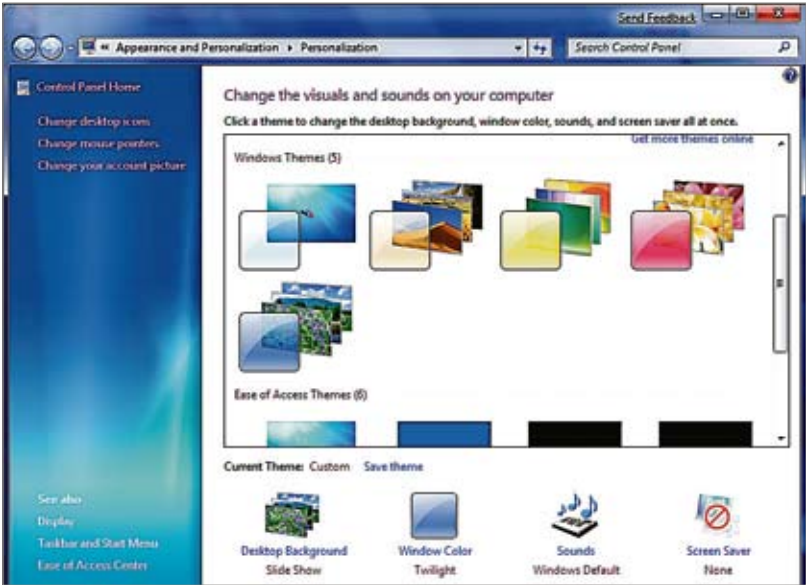 Send Feedback
« Appearance and Personalization ▸ Personalization
Search Control Panel
Control Panel Home
Change desktop icons
Change mouse pointers
Change your account picture
See also
Display
Taskbar and Start Menu
Ease of Access Center
Change the visuals and sounds on your computer
Click a theme to change the desktop background, window color, sounds, and screen saver all at once.
Get more themes online
Windows Themes (5)
Ease of Access Themes (6)
Current Theme: Custom Save theme
Desktop Background
Slide Show
Window Color
Twilight
Sounds
Windows Default
Screen Saver
None